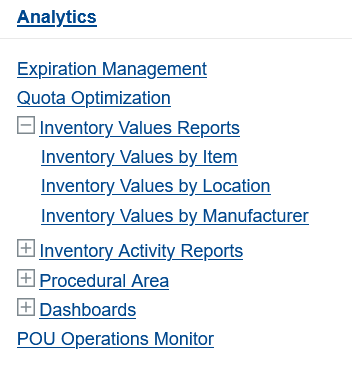 Analytics
Expiration Management
Quota Optimization
Inventory Values Reports
Inventory Values by Item
Inventory Values by Location
Inventory Values by Manufacturer
Inventory Activity Reports
Procedural Area
Dashboards
POU Operations Monitor